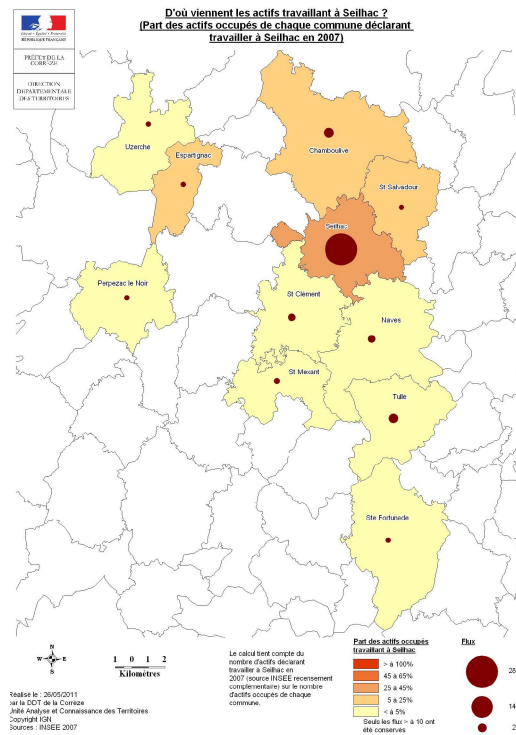 D'où viennent les actifs travaillant à Seilhac ?
(Part des actifs occupés de chaque commune déclarant
travailler à Seilhac en 2007)
Liberté • Égalité • Fraternité
RÉPUBLIQUE FRANÇAISE
PRÉFET DE LA
CORRÈZE
DIRECTION
DÉPARTEMENTALE
DES TERRITOIRES
Uzerche
Espartignac
Chamboulive
St Salvadour
Seilhac
Perpezac le Noir
St Clément
Naves
St Mexant
Tulle
Ste Fortunade
N
W E
S
1 0 1 2
Kilomètres
Réalise le : 26/05/2011
par la DDT de la Corrèze
Unité Analyse et Connaissance des Territoires
Copyright IGN
Sources : INSEE 2007
Le calcul tient compte du
nombre d'actifs déclarant
travailler à Seilhac en
2007 (source INSEE recensement
complémentaire) sur le nombre
d'actifs occupés de chaque
commune.
Part des actifs occupés
travaillant à Seilhac
> à 100%
45 à 65%
25 à 45%
5 à 25%
< à 5%
Seuls les flux > à 10 ont
été conservés
Flux
28
14
2